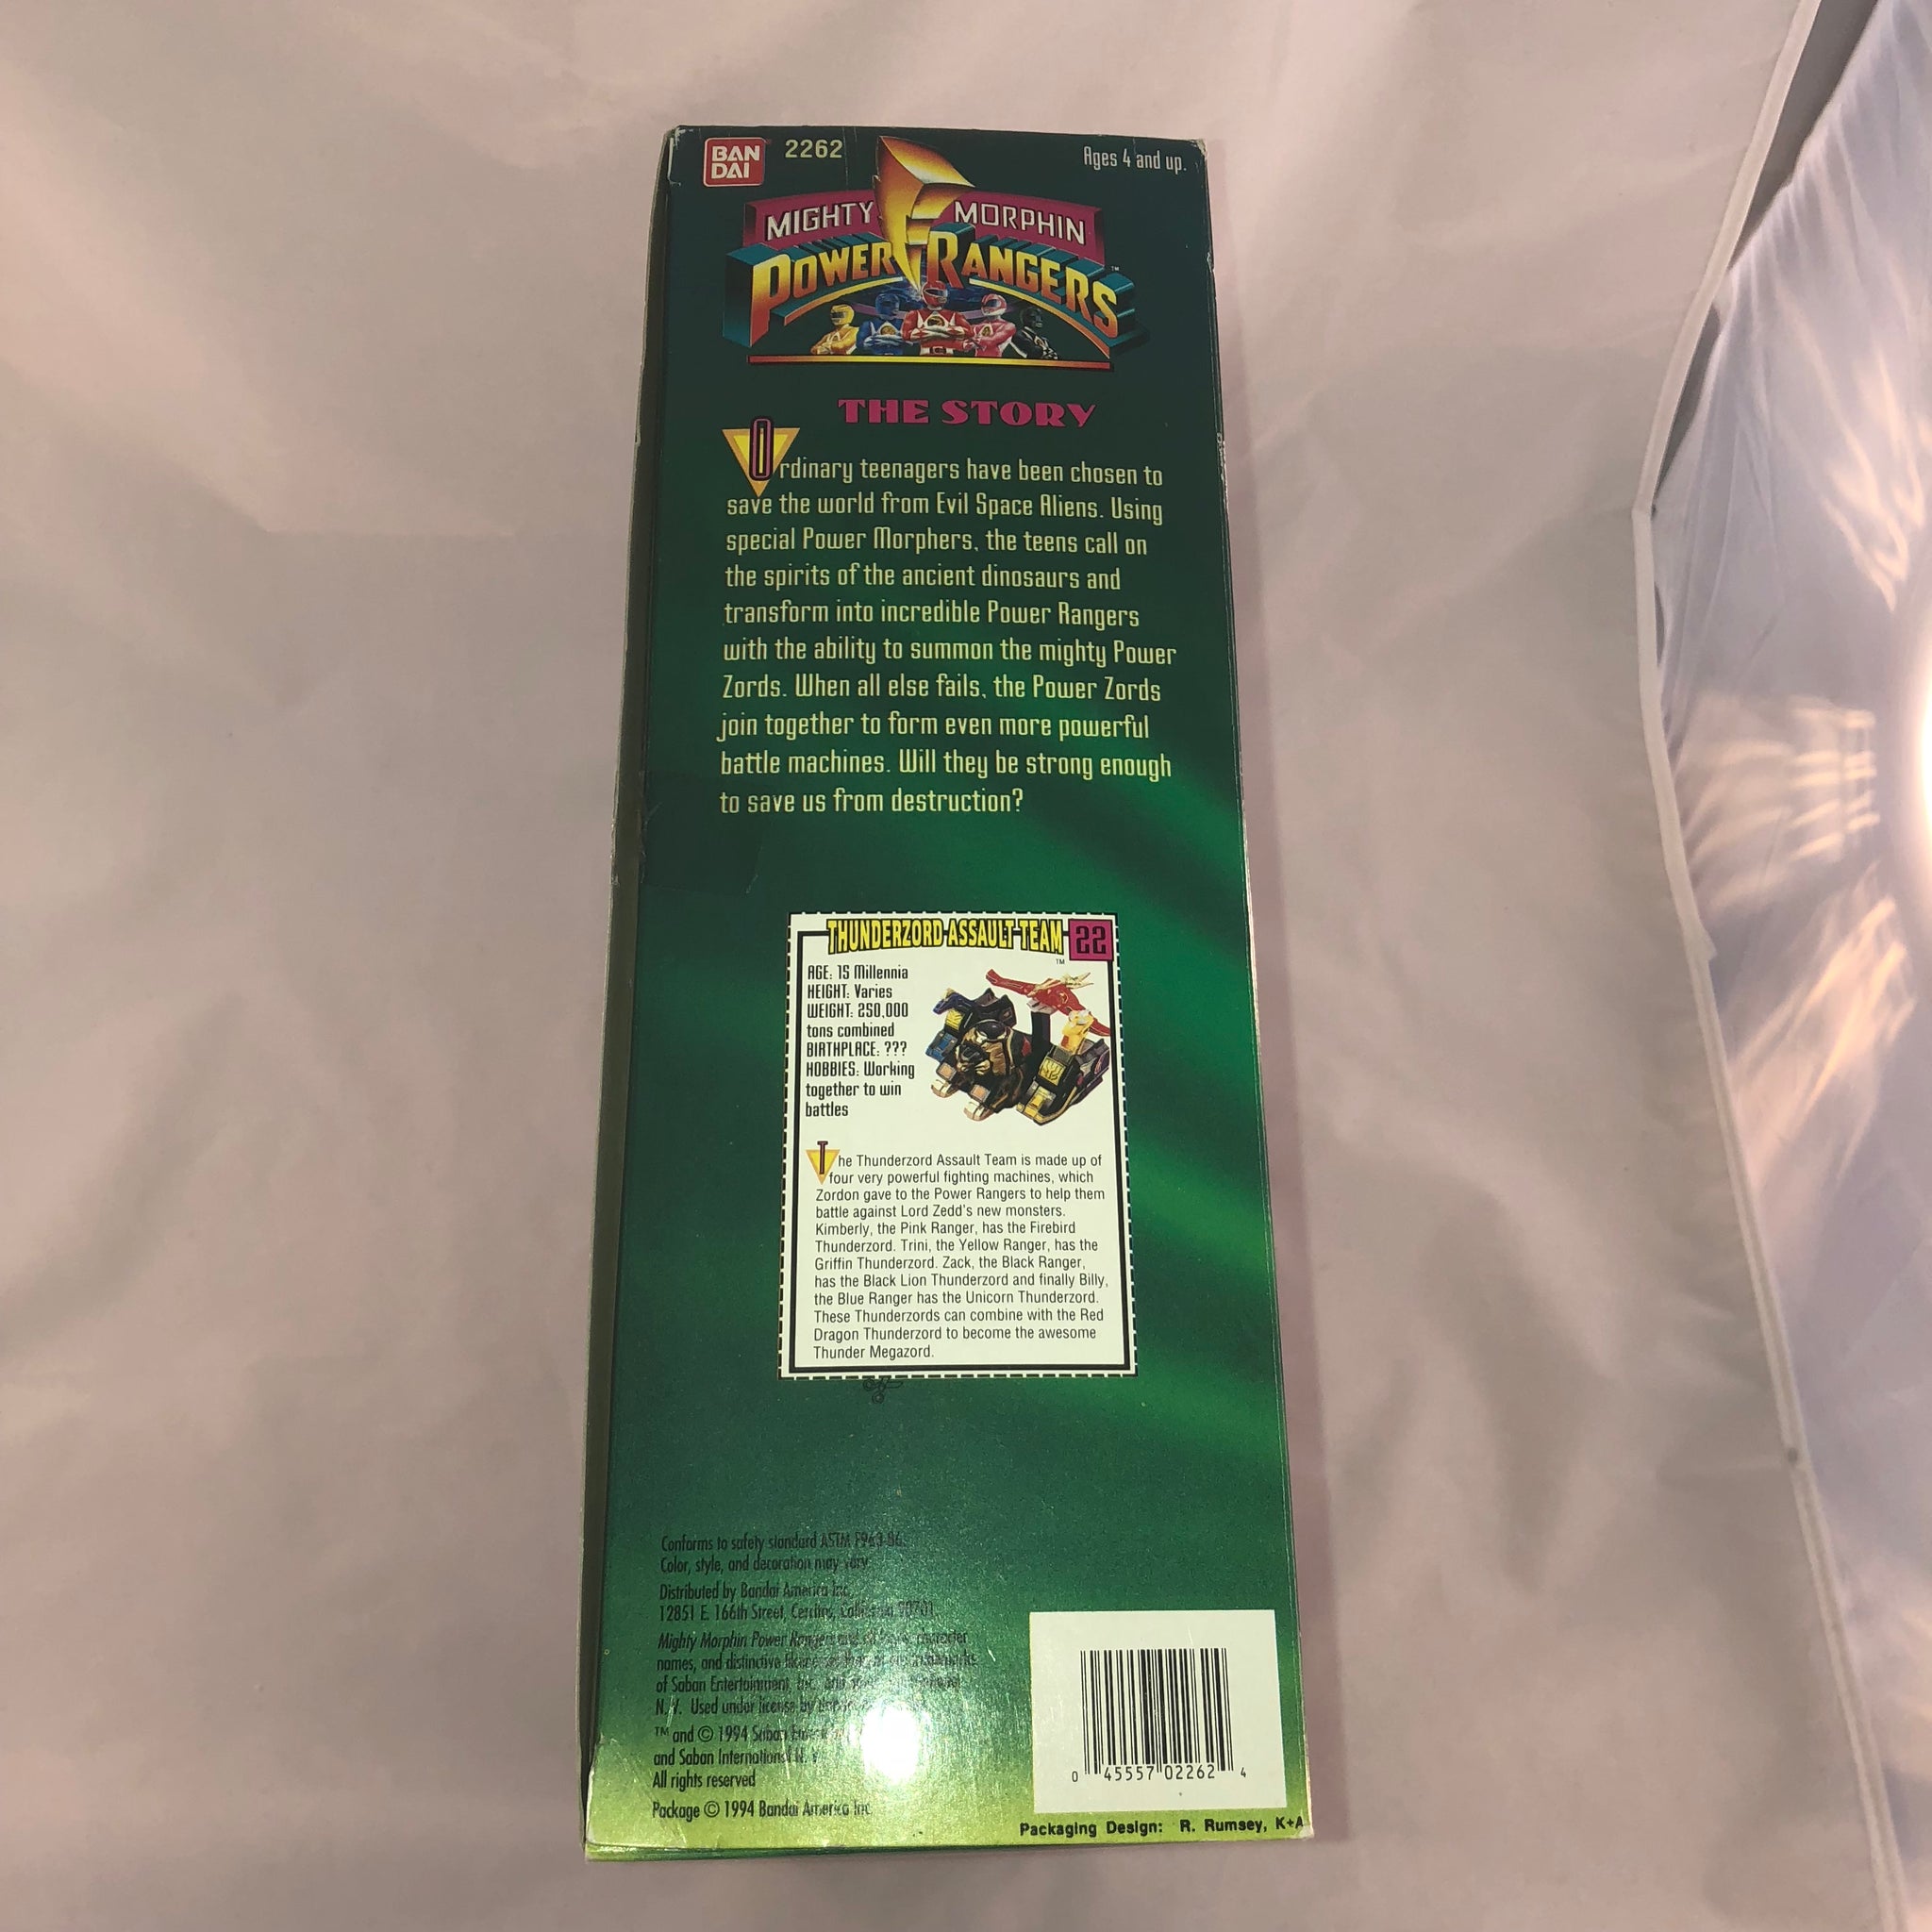 BAN
DAI
2262
Ages 4 and up.
MIGHTY MORPHIN
POWER RANGERS
™
THE STORY
Ordinary teenagers have been chosen to
save the world from Evil Space Aliens. Using
special Power Morphers, the teens call on
the spirits of the ancient dinosaurs and
transform into incredible Power Rangers
with the ability to summon the mighty Power
Zords. When all else fails, the Power Zords
join together to form even more powerful
battle machines. Will they be strong enough
to save us from destruction?
THUNDERZORD ASSAULT TEAM 22
™
AGE: 15 Millennia
HEIGHT: Varies
WEIGHT: 250,000
tons combined
BIRTHPLACE: ???
HOBBIES: Working
together to win
battles
The Thunderzord Assault Team is made up of
four very powerful fighting machines, which
Zordon gave to the Power Rangers to help them
battle against Lord Zedd's new monsters.
Kimberly, the Pink Ranger, has the Firebird
Thunderzord. Trini, the Yellow Ranger, has the
Griffin Thunderzord. Zack, the Black Ranger,
has the Black Lion Thunderzord and finally Billy,
the Blue Ranger has the Unicorn Thunderzord.
These Thunderzords can combine with the Red
Dragon Thunderzord to become the awesome
Thunder Megazord.
Conforms to safety standard ASTM F963-86.
Color, style, and decoration may vary.
Distributed by Bandai America Inc.
12851 E. 166th Street, Cerritos, California 90701.
Mighty Morphin Power Rangers and character
names, and distinctive trademarks
of Saban Entertainment, Inc. and
N. V. Used under license by
™ and © 1994 Saban
and Saban International N. V.
All rights reserved
Package © 1994 Bandai America Inc.
0 45557 02262 4
Packaging Design: R. Rumsey, K+A